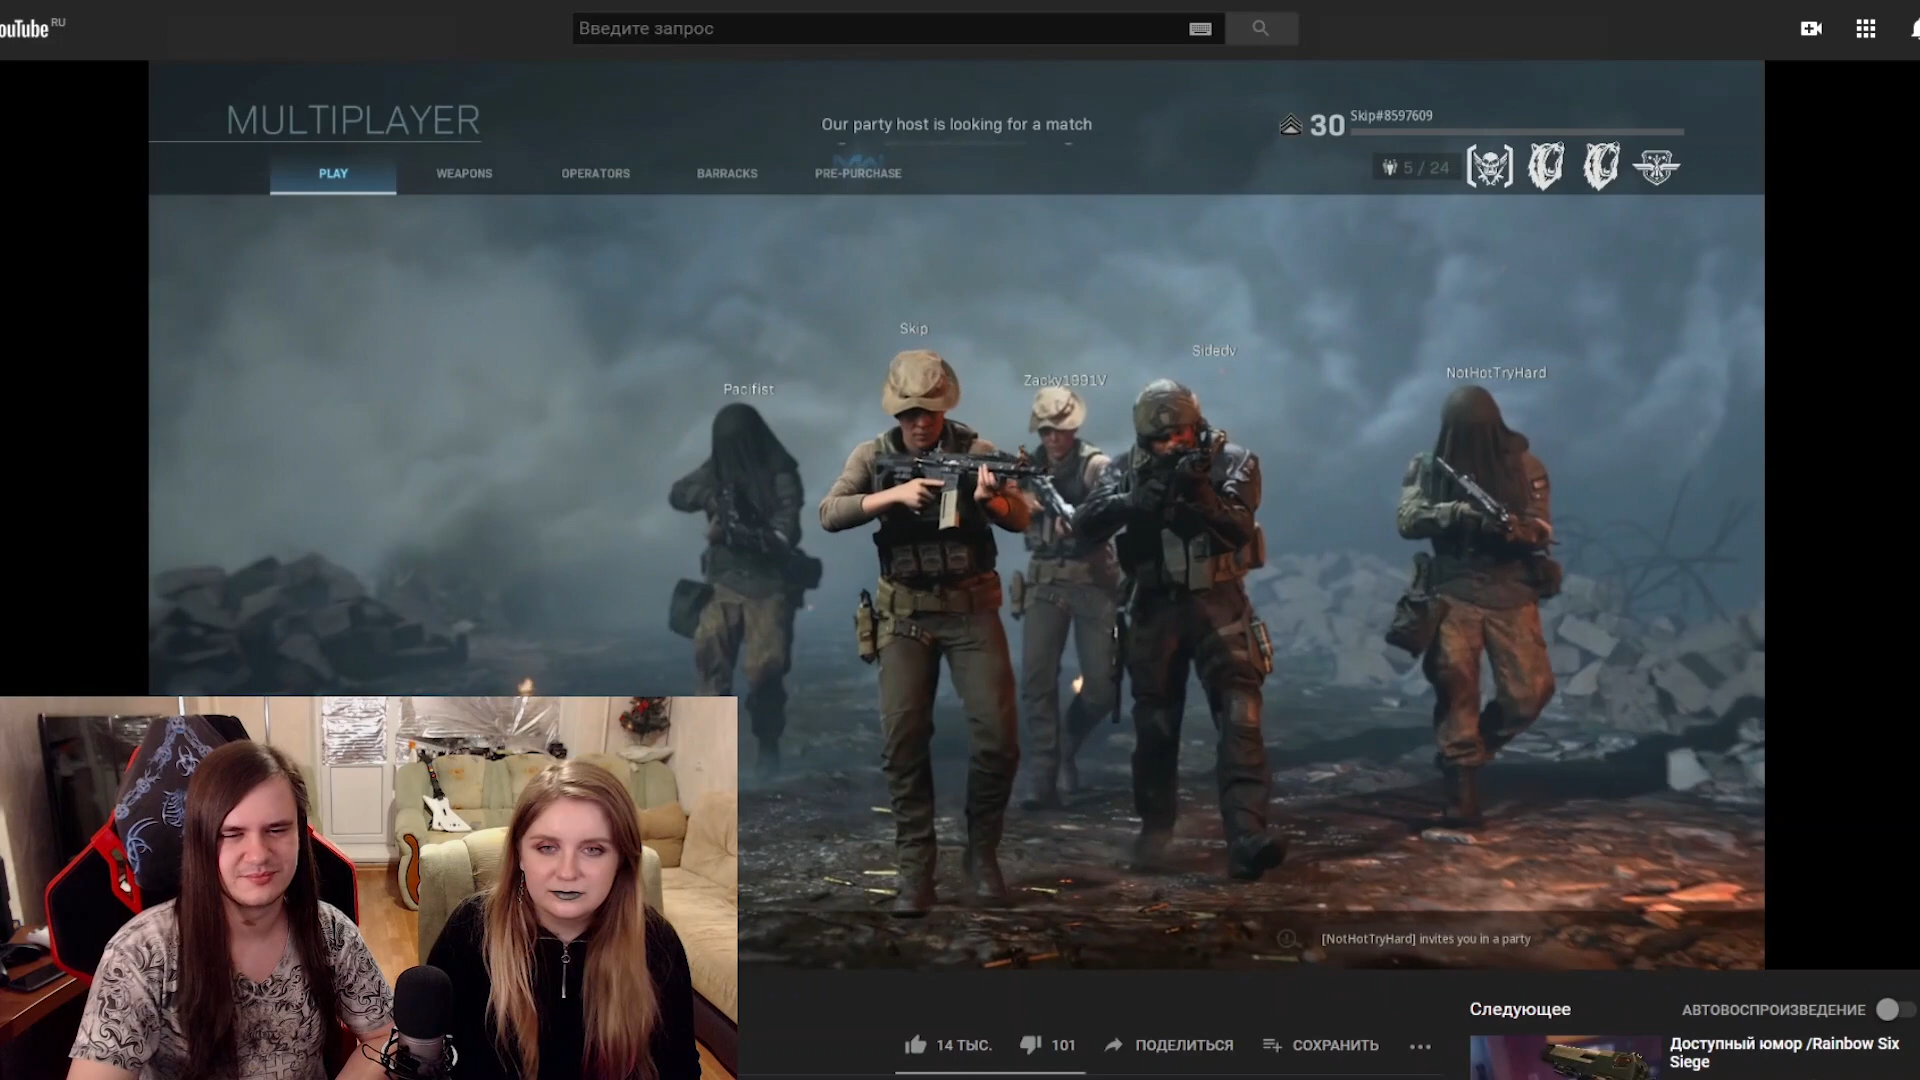 ouTube RU
Введите запрос
MULTIPLAYER
Our party host is looking for a match
30 Skip#8597609
PLAY
WEAPONS
OPERATORS
BARRACKS
PRE-PURCHASE
5 / 24
Skip
Sidedv
NotHotTryHard
Zacky1991V
Pacifist
[NotHotTryHard] invites you in a party
Следующее
АВТОВОСПРОИЗВЕДЕНИЕ
14 ТЫС.
101
ПОДЕЛИТЬСЯ
СОХРАНИТЬ
Доступный юмор /Rainbow Six
Siege